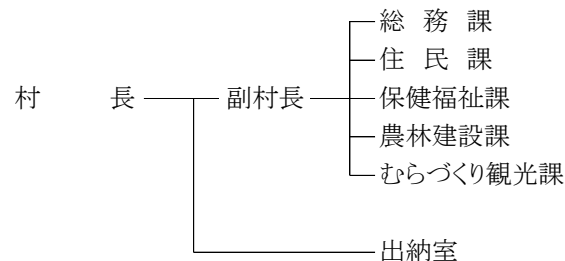 総務課
住民課
村長 副村長 保健福祉課
農林建設課
むらづくり観光課
出納室